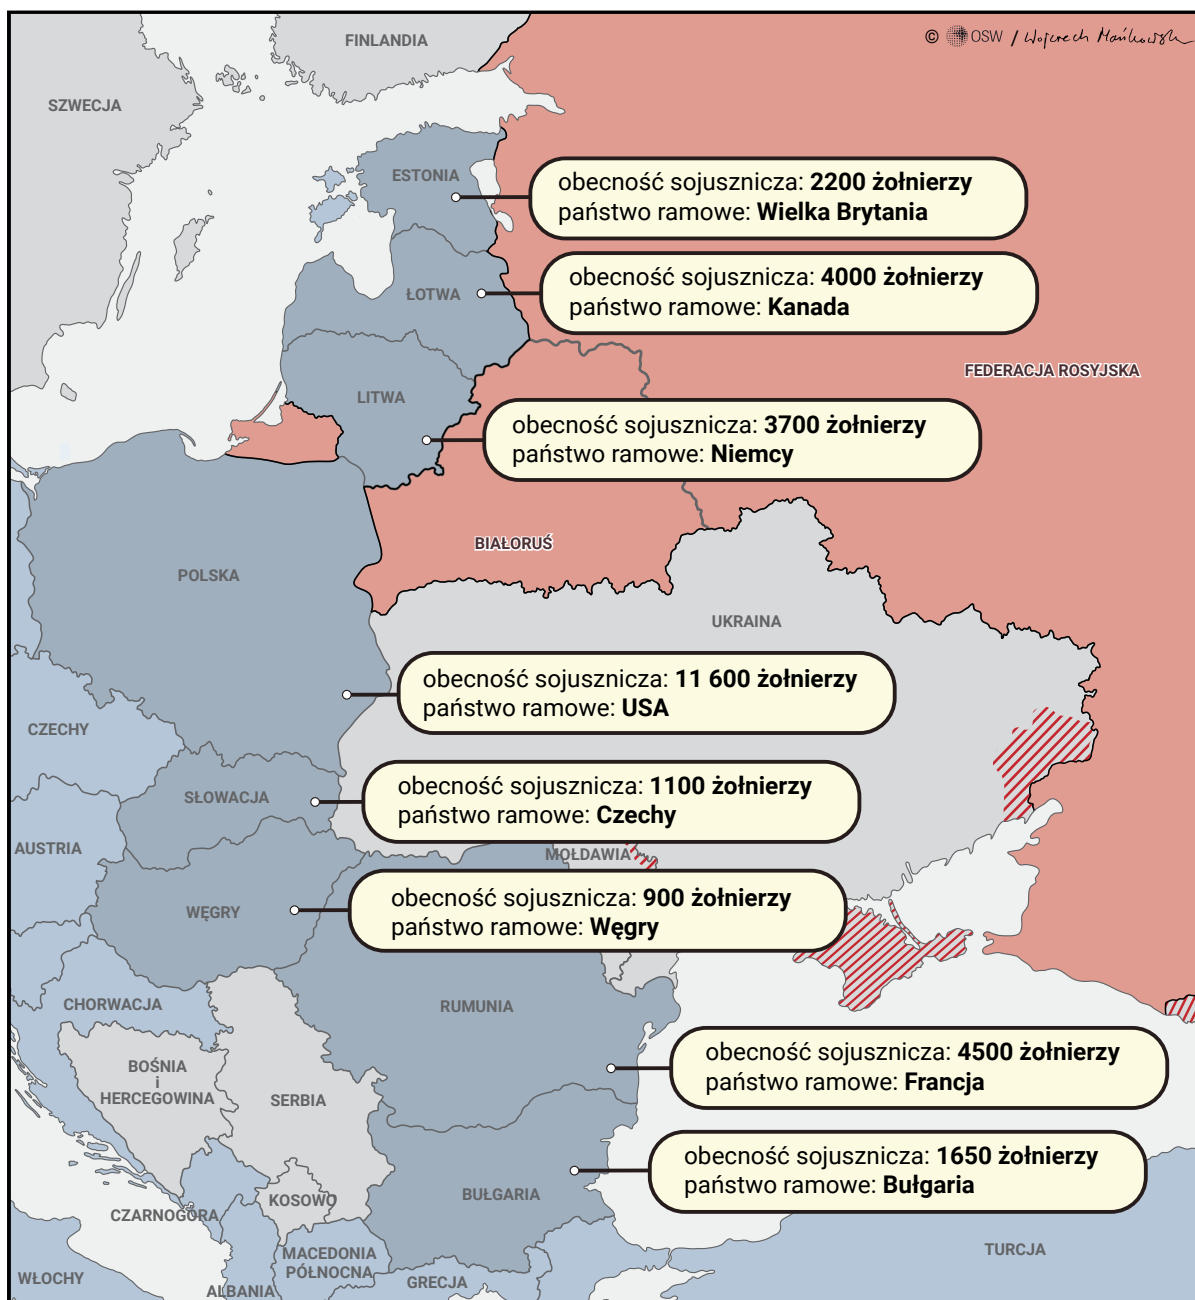 FINLANDIA
© OSW / Wojciech Mańkowski
SZWECJA
ESTONIA
obecność sojusznicza: 2200 żołnierzy
państwo ramowe: Wielka Brytania
ŁOTWA
obecność sojusznicza: 4000 żołnierzy
państwo ramowe: Kanada
FEDERACJA ROSYJSKA
LITWA
obecność sojusznicza: 3700 żołnierzy
państwo ramowe: Niemcy
BIAŁORUŚ
POLSKA
UKRAINA
obecność sojusznicza: 11 600 żołnierzy
państwo ramowe: USA
CZECHY
SŁOWACJA
obecność sojusznicza: 1100 żołnierzy
państwo ramowe: Czechy
AUSTRIA
MOŁDAWIA
WĘGRY
obecność sojusznicza: 900 żołnierzy
państwo ramowe: Węgry
CHORWACJA
RUMUNIA
obecność sojusznicza: 4500 żołnierzy
państwo ramowe: Francja
BOŚNIA
i
HERCEGOWINA
SERBIA
obecność sojusznicza: 1650 żołnierzy
państwo ramowe: Bułgaria
BUŁGARIA
KOSOWO
CZARNOGÓRA
MACEDONIA
PÓŁNOCNA
TURCJA
WŁOCHY
ALBANIA
GRECJA